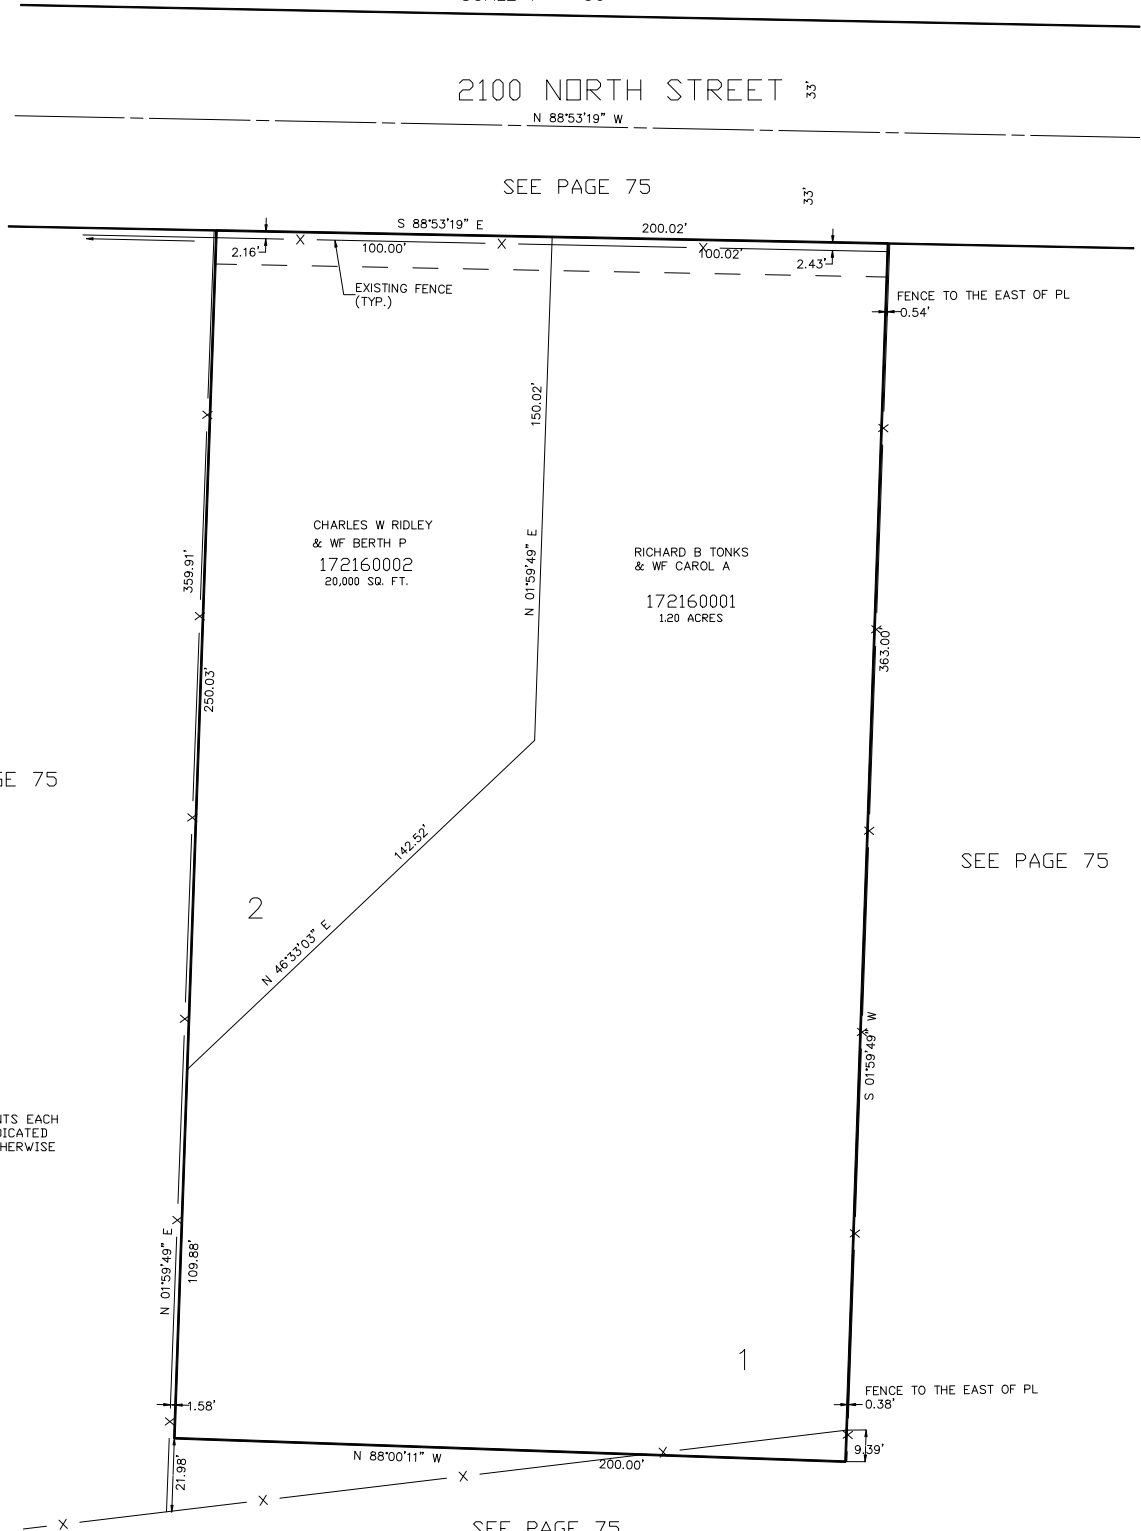 2100 NORTH STREET
33'
N 88°53'19" W
SEE PAGE 75
33'
S 88°53'19" E
200.02'
2.16'
100.00'
100.02'
2.43'
EXISTING FENCE
(TYP.)
FENCE TO THE EAST OF PL
0.54'
150.02'
N 01°59'49" E
CHARLES W RIDLEY
& WF BERTH P
172160002
20,000 SQ. FT.
RICHARD B TONKS
& WF CAROL A
172160001
1.20 ACRES
359.91'
250.03'
363.00'
75
142.52'
SEE PAGE 75
2
N 46°33'03" E
S 01°59'49" W
EACH
N 01°59'49" E
109.88'
1
1.58'
FENCE TO THE EAST OF PL
0.38'
N 88°00'11" W
200.00'
9.39'
21.98'
SEE PAGE 75